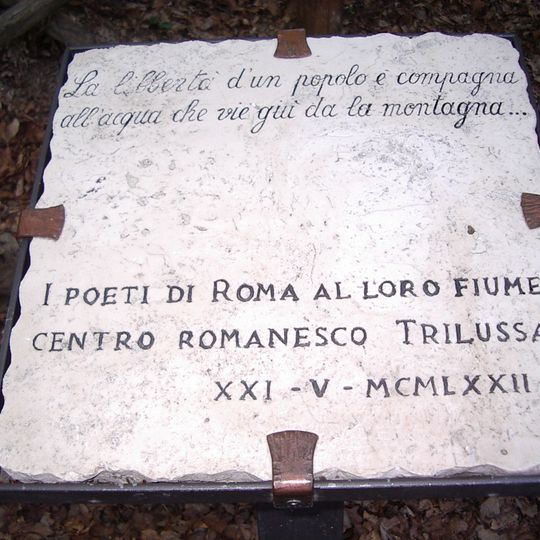 La libbertà d'un popolo è compagna
all'acqua che vie' giù da la montagna...
I POETI DI ROMA AL LORO FIUME
CENTRO ROMANESCO TRILUSSA
XXI - V - MCMLXXII